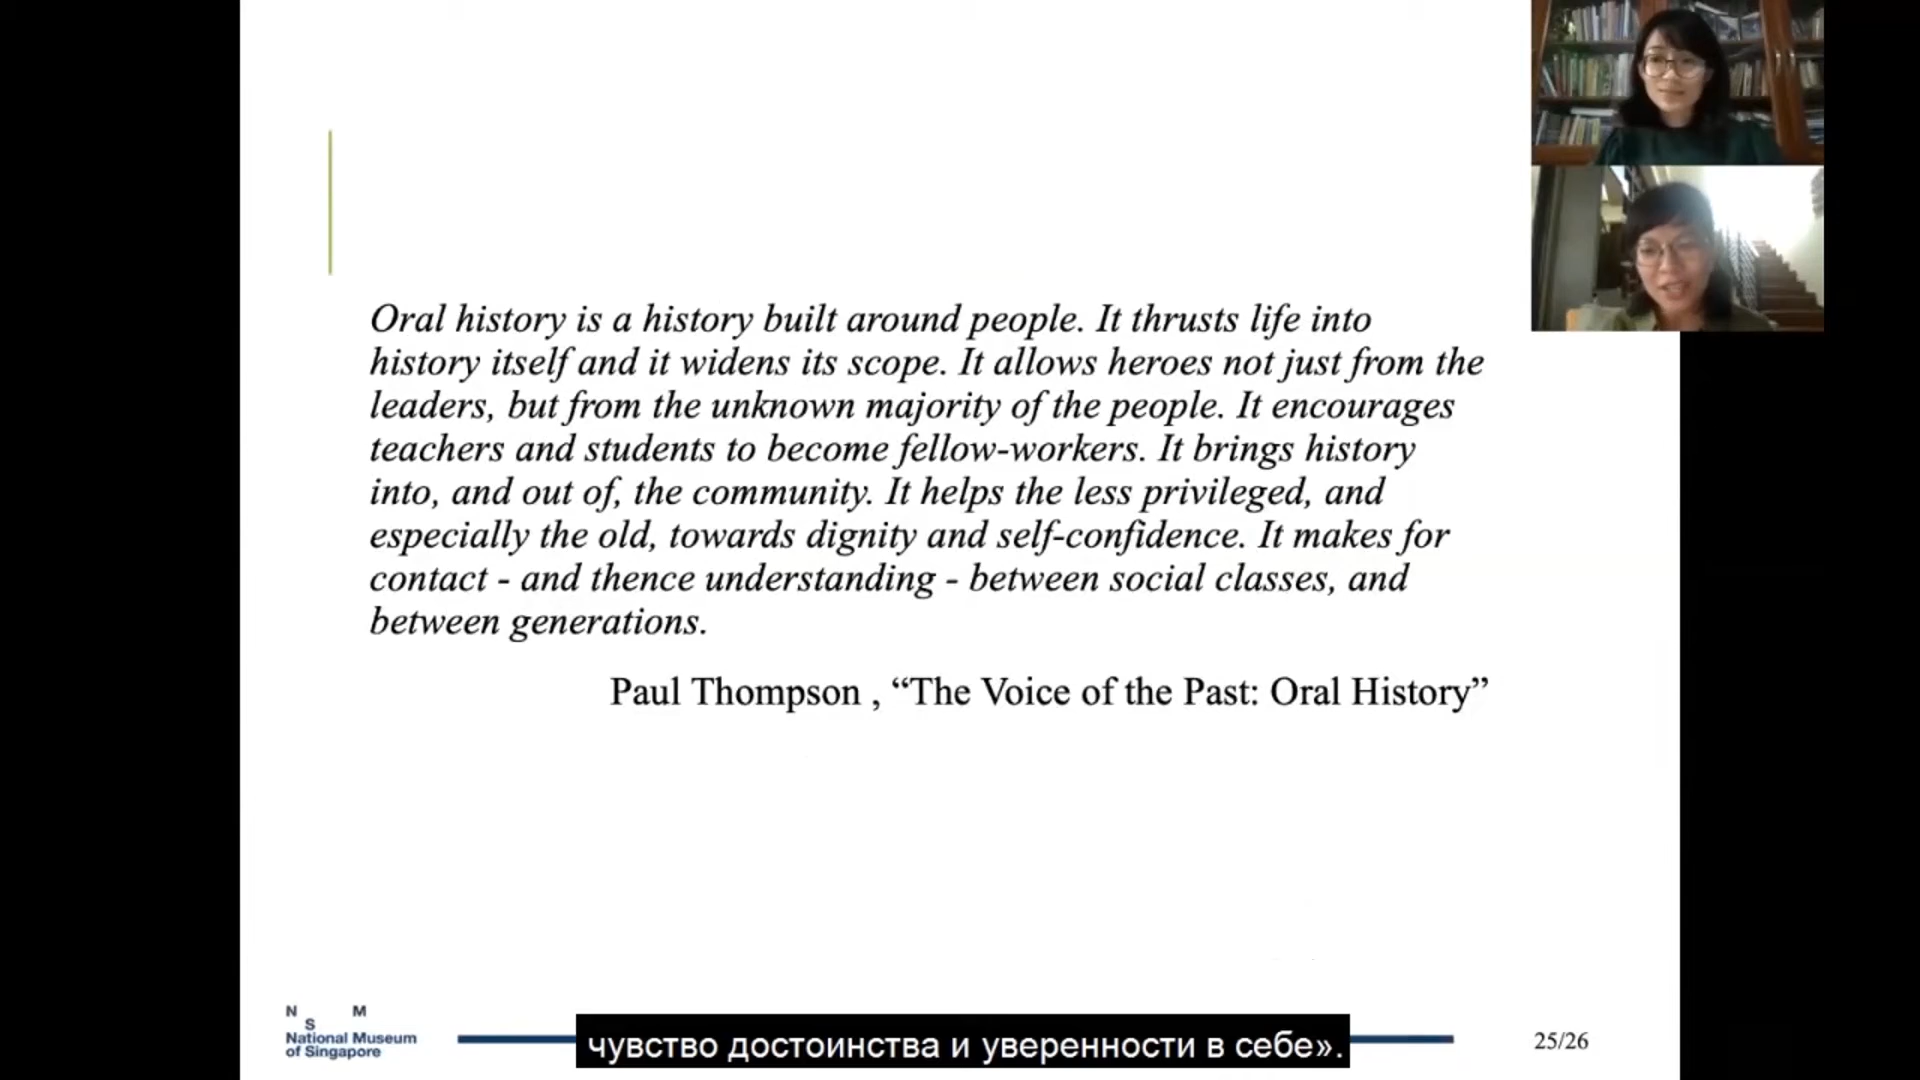 Oral history is a history built around people. It thrusts life into
history itself and it widens its scope. It allows heroes not just from the
leaders, but from the unknown majority of the people. It encourages
teachers and students to become fellow-workers. It brings history
into, and out of, the community. It helps the less privileged, and
especially the old, towards dignity and self-confidence. It makes for
contact - and thence understanding - between social classes, and
between generations.
Paul Thompson , “The Voice of the Past: Oral History”
N M
S
National Museum
of Singapore
чувство достоинства и уверенности в себе».
25/26